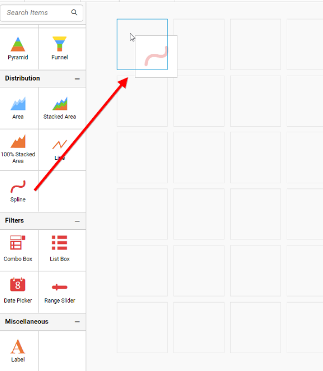 Search Items
Pyramid
Funnel
Distribution
Area
Stacked Area
100% Stacked
Area
Line
Spline
Filters
Combo Box
List Box
8
Date Picker
Range Slider
Miscellaneous
A
Label